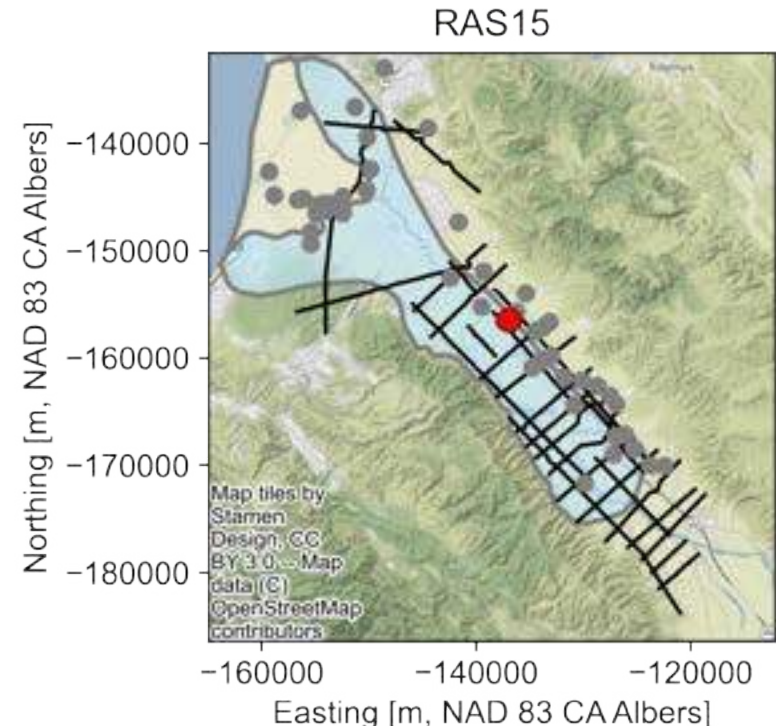 RAS15
Northing [m, NAD 83 CA Albers]
−140000
−150000
−160000
−170000
−180000
Map tiles by
Stamen
Design, CC
BY 3.0 -- Map
data (C)
OpenStreetMap
contributors
−160000
−140000
−120000
Easting [m, NAD 83 CA Albers]